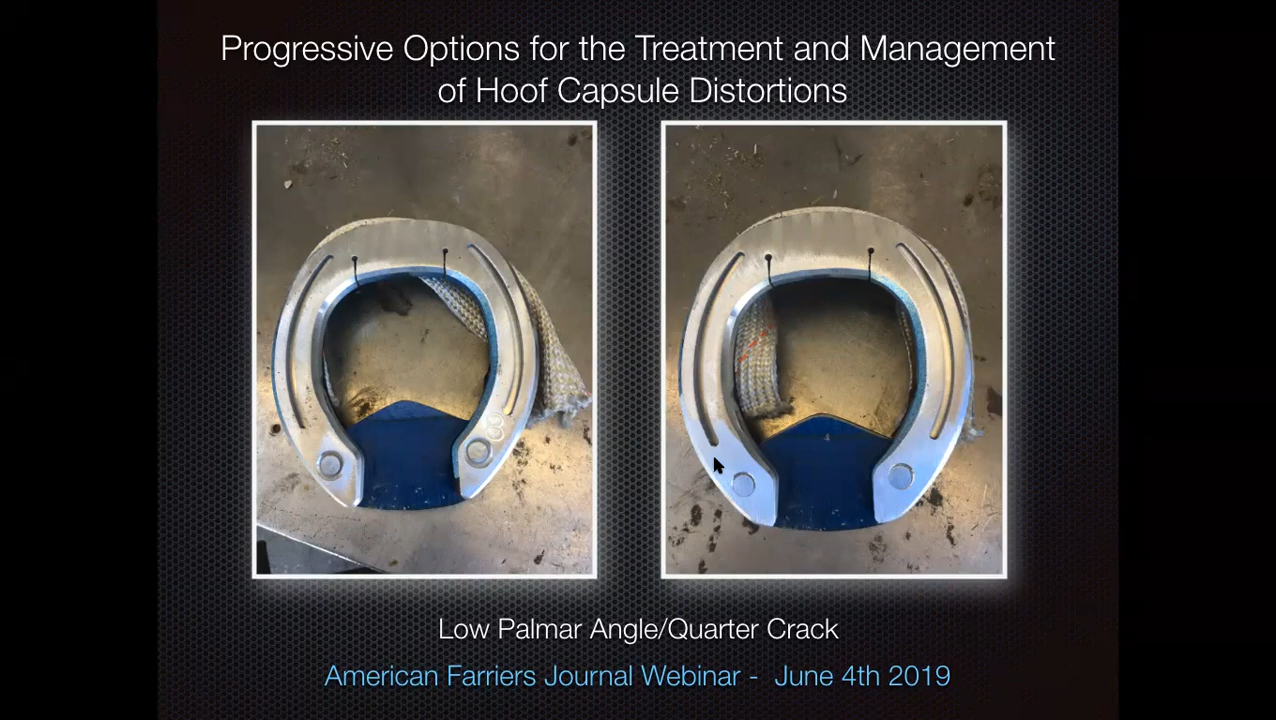 Progressive Options for the Treatment and Management
of Hoof Capsule Distortions
Low Palmar Angle/Quarter Crack
American Farriers Journal Webinar - June 4th 2019